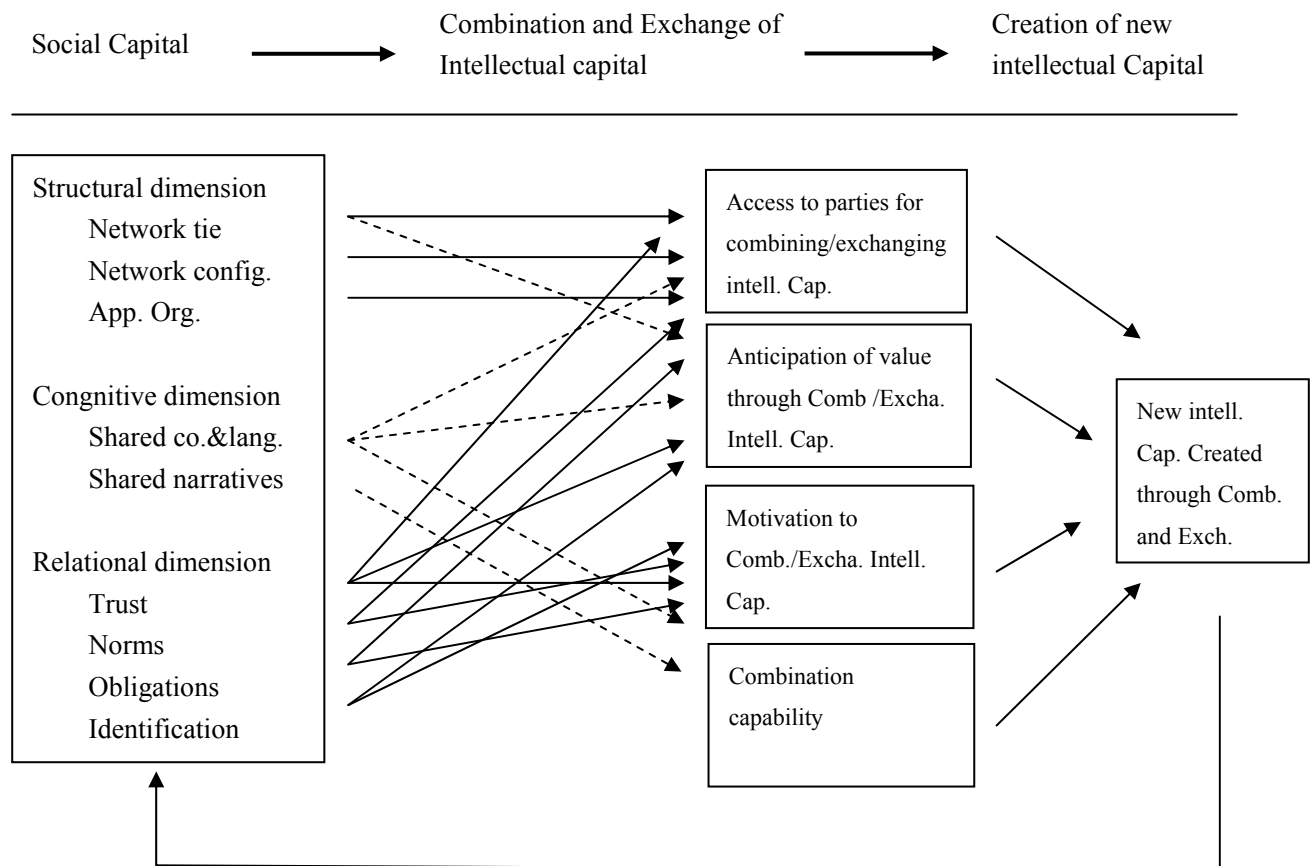 Social Capital
Combination and Exchange of
Intellectual capital
Creation of new
intellectual Capital
Structural dimension
Network tie
Network config.
App. Org.
Congnitive dimension
Shared co.&lang.
Shared narratives
Relational dimension
Trust
Norms
Obligations
Identification
Access to parties for
combining/exchanging
intell. Cap.
Anticipation of value
through Comb /Excha.
Intell. Cap.
Motivation to
Comb./Excha. Intell.
Cap.
Combination
capability
New intell.
Cap. Created
through Comb.
and Exch.